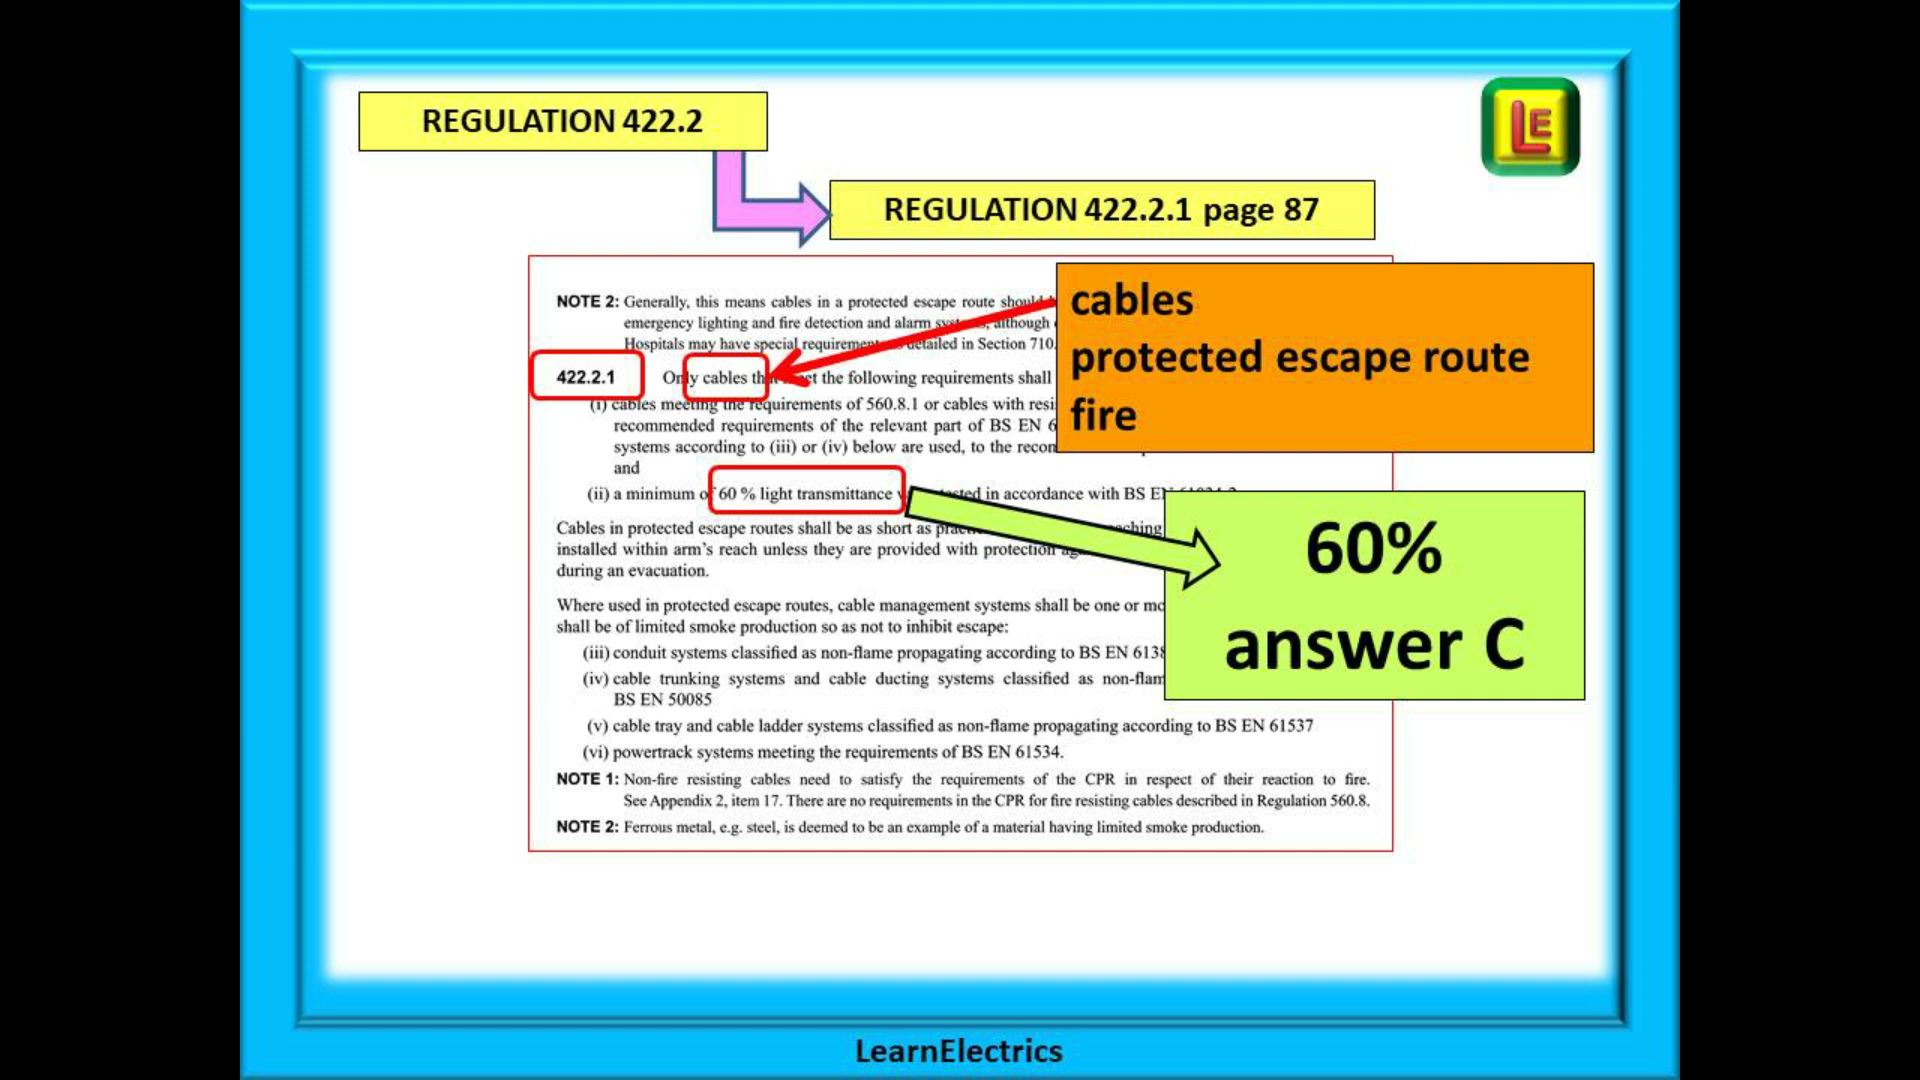 REGULATION 422.2
LE
REGULATION 422.2.1 page 87
cables
protected escape route
fire
NOTE 2: Generally, this means cables in a protected escape route should
emergency lighting and fire detection and alarm although
Hospitals may have special detailed in Section 710.
422.2.1 Only cables the following requirements shall
(i) cables meeting the requirements of 560.8.1 or cables with
recommended requirements of the relevant part of BS EN
systems according to (iii) or (iv) below are used, to the
and
(ii) a minimum of 60 % light transmittance in accordance with BS EN
60%
answer C
Cables in protected escape routes shall be as short as
installed within arm's reach unless they are provided with protection
during an evacuation.
Where used in protected escape routes, cable management systems shall be one or
shall be of limited smoke production so as not to inhibit escape:
(iii) conduit systems classified as non-flame propagating according to BS EN
(iv) cable trunking systems and cable ducting systems classified as
BS EN 50085
(v) cable tray and cable ladder systems classified as non-flame propagating according to BS EN 61537
(vi) powertrack systems meeting the requirements of BS EN 61534.
NOTE 1: Non-fire resisting cables need to satisfy the requirements of the CPR in respect of their reaction to fire.
See Appendix 2, item 17. There are no requirements in the CPR for fire resisting cables described in Regulation 560.8.
NOTE 2: Ferrous metal, e.g. steel, is deemed to be an example of a material having limited smoke production.
LearnElectrics